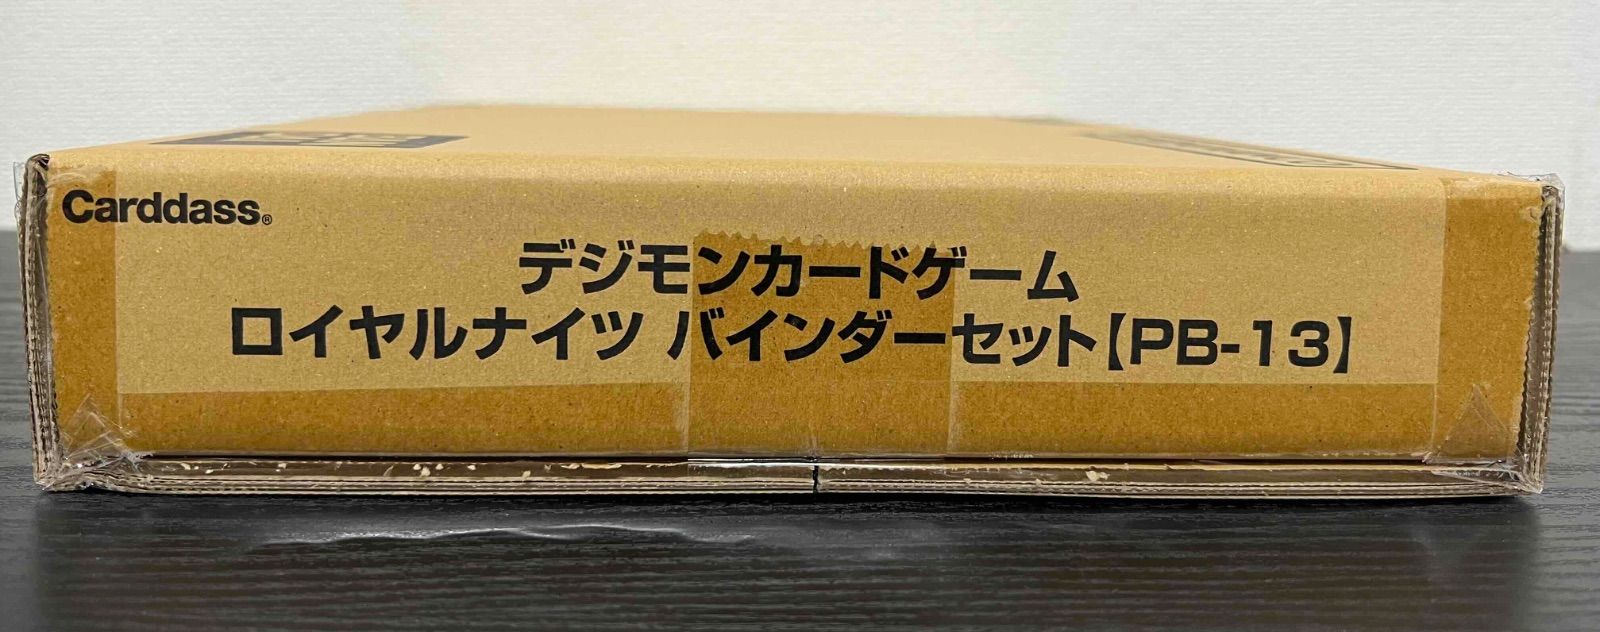 Carddass®
デジモンカードゲーム
ロイヤルナイツ バインダーセット【PB-13】